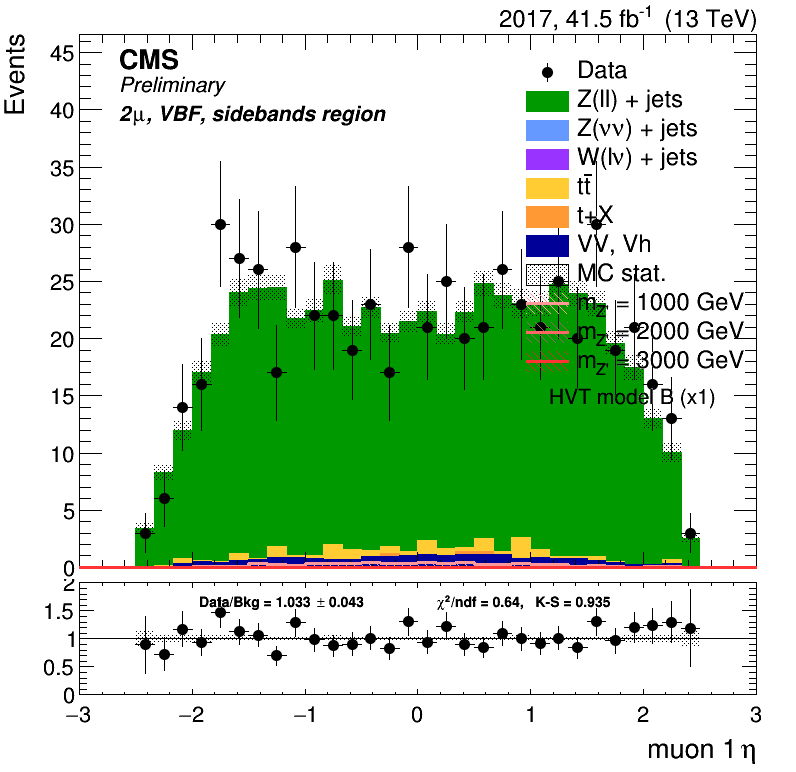 2017, 41.5 fb⁻¹ (13 TeV)
Events
CMS
Preliminary
2μ, VBF, sidebands region
Data
Z(ll) + jets
Z(νν) + jets
W(lν) + jets
tt̄
t+X
VV, Vh
MC stat.
m_Z' = 1000 GeV
m_Z' = 2000 GeV
m_Z' = 3000 GeV
HVT model B (x1)
45
40
35
30
25
20
15
10
5
0
Data/Bkg = 1.033 ± 0.043 χ²/ndf = 0.64, K-S = 0.935
2
1.5
1
0.5
0
−3 −2 −1 0 1 2 3
muon 1 η